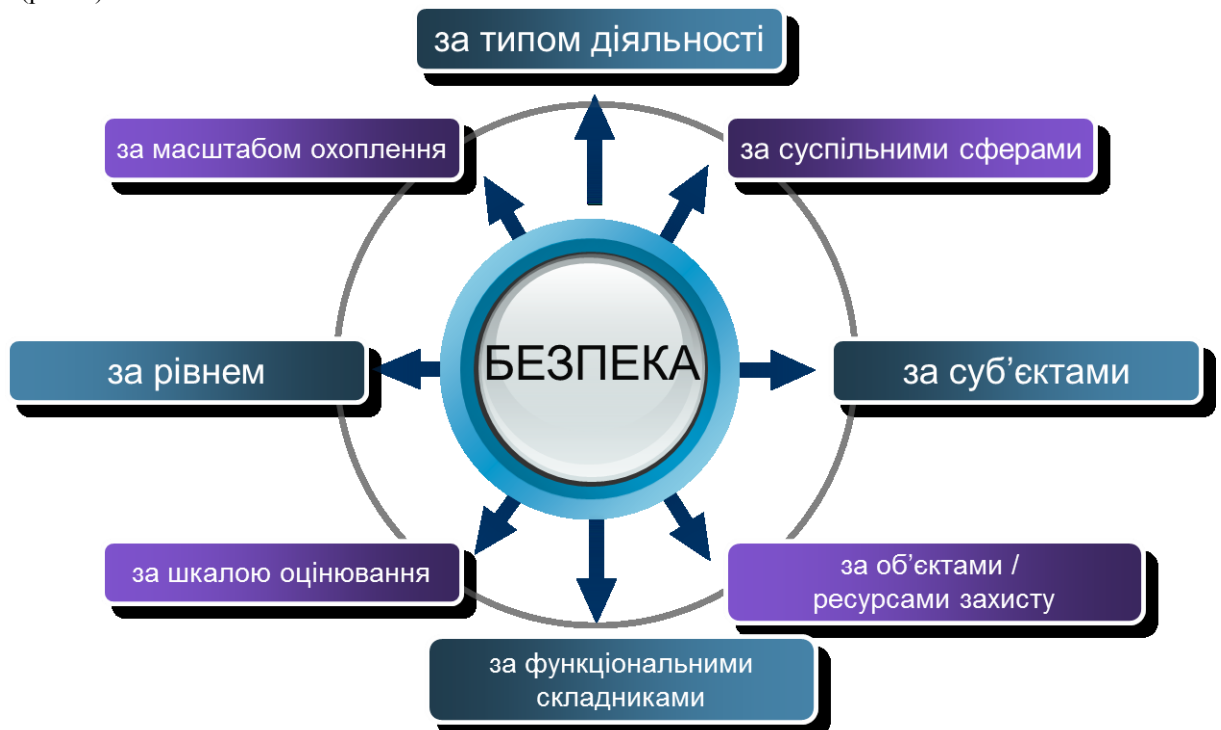 за типом діяльності
за масштабом охоплення
за суспільними сферами
за рівнем
БЕЗПЕКА
за суб’єктами
за шкалою оцінювання
за об’єктами /
ресурсами захисту
за функціональними
складниками